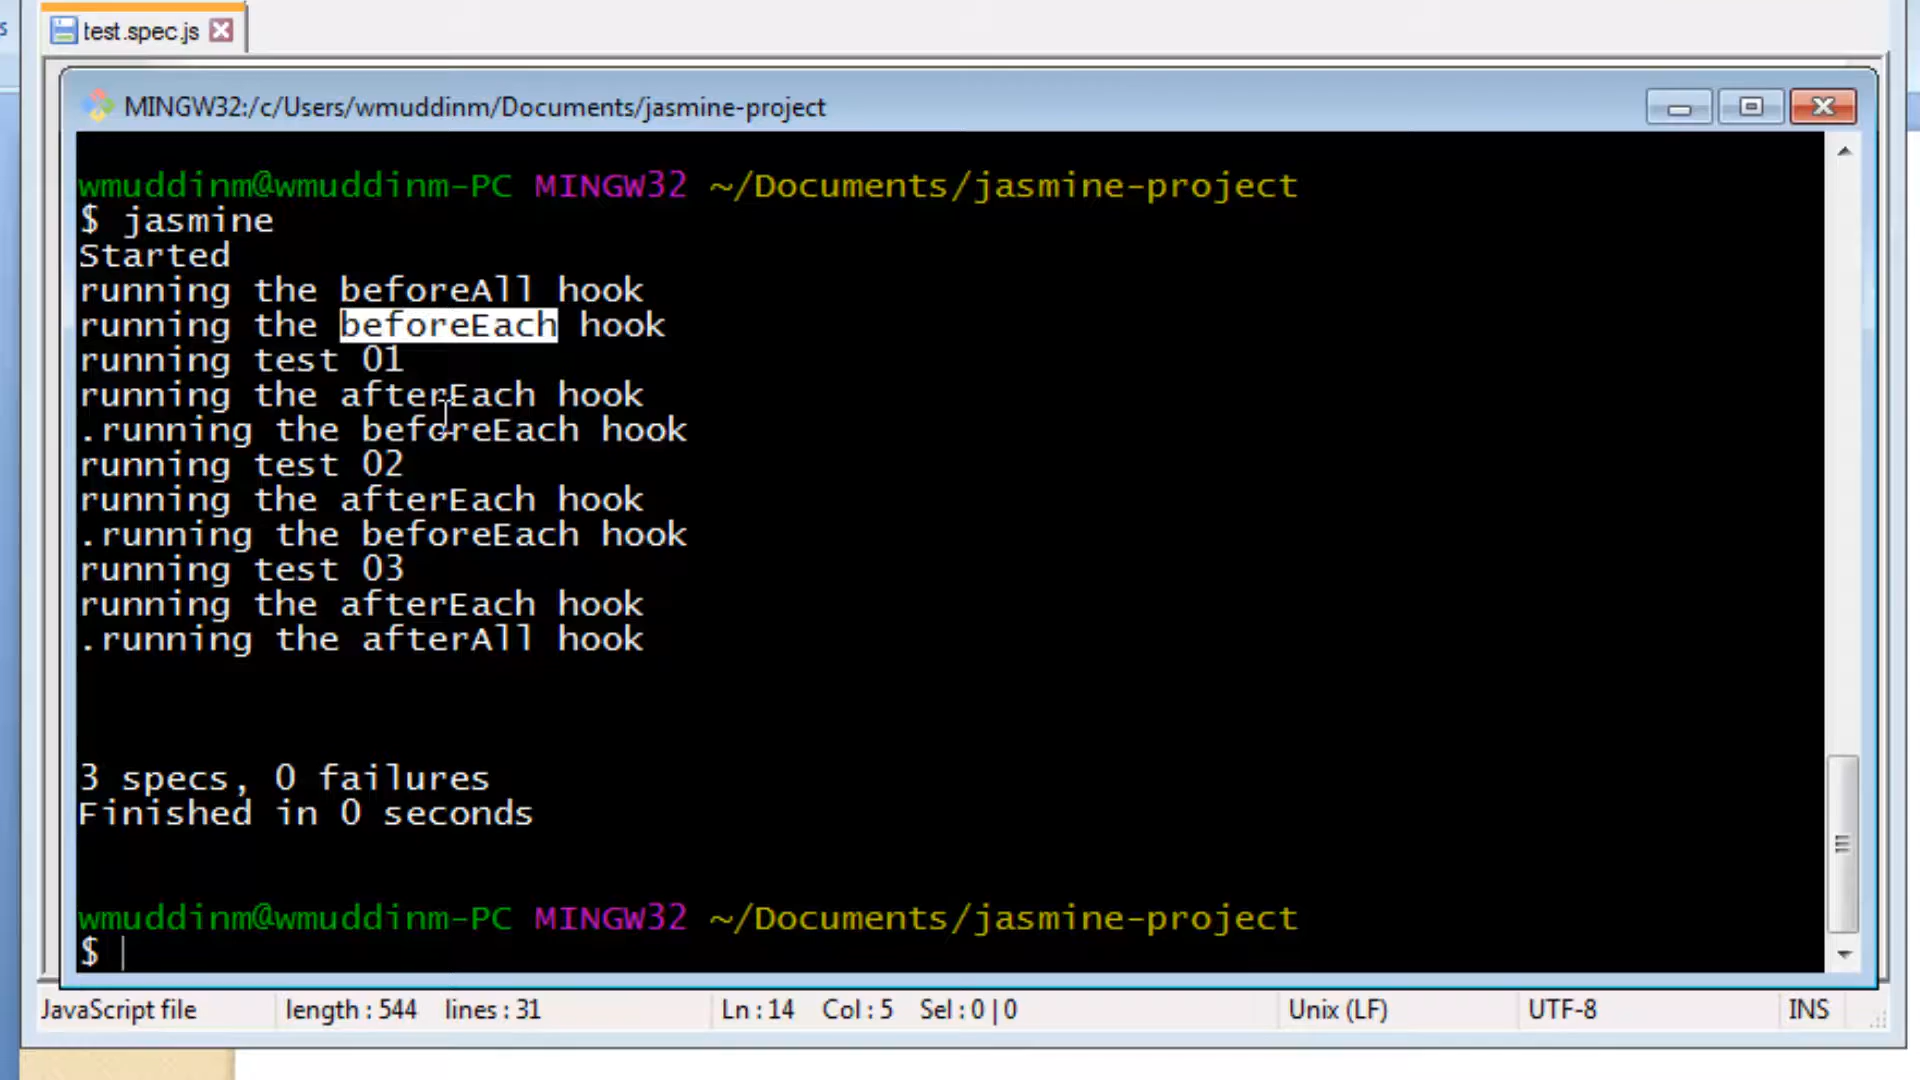 s
test.spec.js
MINGW32:/c/Users/wmuddinm/Documents/jasmine-project
wmuddinm@wmuddinm-PC MINGW32 ~/Documents/jasmine-project
$ jasmine
Started
running the beforeAll hook
running the beforeEach hook
running test 01
running the afterEach hook
.running the beforeEach hook
running test 02
running the afterEach hook
.running the beforeEach hook
running test 03
running the afterEach hook
.running the afterAll hook
3 specs, 0 failures
Finished in 0 seconds
wmuddinm@wmuddinm-PC MINGW32 ~/Documents/jasmine-project
$
JavaScript file length : 544 lines : 31 Ln : 14 Col : 5 Sel : 0 | 0 Unix (LF) UTF-8 INS